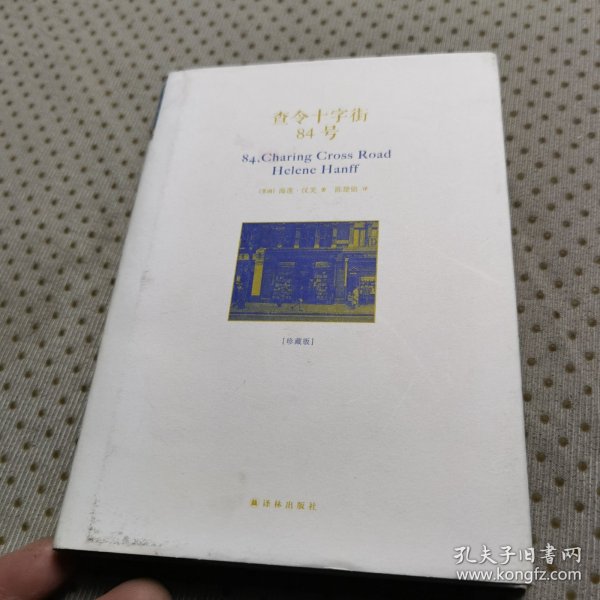 查令十字街
84号
84, Charing Cross Road
Helene Hanff
[美国] 海莲·汉芙 著 陈建铭 译
[珍藏版]
译林出版社
孔夫子旧书网
www.kongfz.com